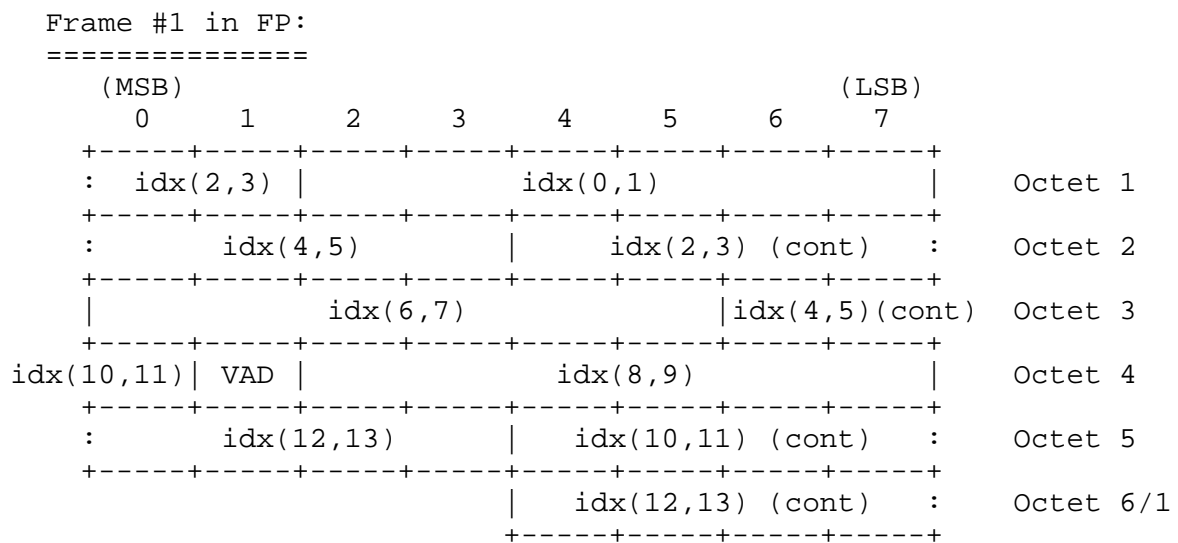 Frame #1 in FP:
===============
(MSB) (LSB)
0 1 2 3 4 5 6 7
+-----+-----+-----+-----+-----+-----+-----+-----+
: idx(2,3) | idx(0,1) | Octet 1
+-----+-----+-----+-----+-----+-----+-----+-----+
: idx(4,5) | idx(2,3) (cont) : Octet 2
+-----+-----+-----+-----+-----+-----+-----+-----+
| idx(6,7) |idx(4,5)(cont) Octet 3
+-----+-----+-----+-----+-----+-----+-----+-----+
idx(10,11)| VAD | idx(8,9) | Octet 4
+-----+-----+-----+-----+-----+-----+-----+-----+
: idx(12,13) | idx(10,11) (cont) : Octet 5
+-----+-----+-----+-----+-----+-----+-----+-----+
| idx(12,13) (cont) : Octet 6/1
+-----+-----+-----+-----+